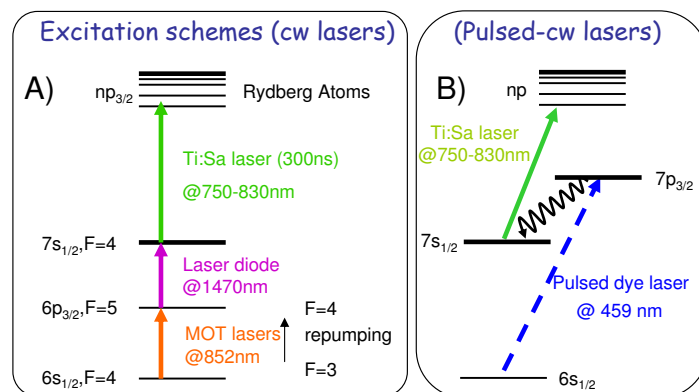 Excitation schemes (cw lasers)
A)
np3/2
Rydberg Atoms
Ti:Sa laser (300ns)
@750-830nm
7s1/2,F=4
Laser diode
@1470nm
6p3/2,F=5
MOT lasers
@852nm
F=4
repumping
F=3
6s1/2,F=4
(Pulsed-cw lasers)
B)
np
Ti:Sa laser
@750-830nm
7p3/2
7s1/2
Pulsed dye laser
@ 459 nm
6s1/2